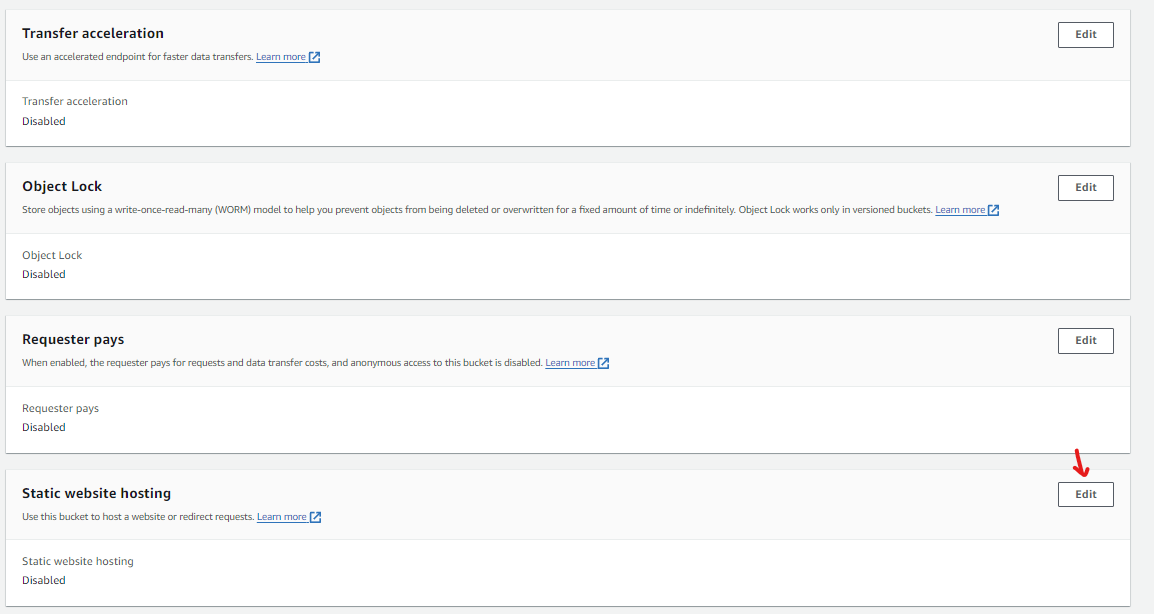 Transfer acceleration
Edit
Use an accelerated endpoint for faster data transfers. Learn more
Transfer acceleration
Disabled
Object Lock
Edit
Store objects using a write-once-read-many (WORM) model to help you prevent objects from being deleted or overwritten for a fixed amount of time or indefinitely. Object Lock works only in versioned buckets. Learn more
Object Lock
Disabled
Requester pays
Edit
When enabled, the requester pays for requests and data transfer costs, and anonymous access to this bucket is disabled. Learn more
Requester pays
Disabled
Static website hosting
Edit
Use this bucket to host a website or redirect requests. Learn more
Static website hosting
Disabled